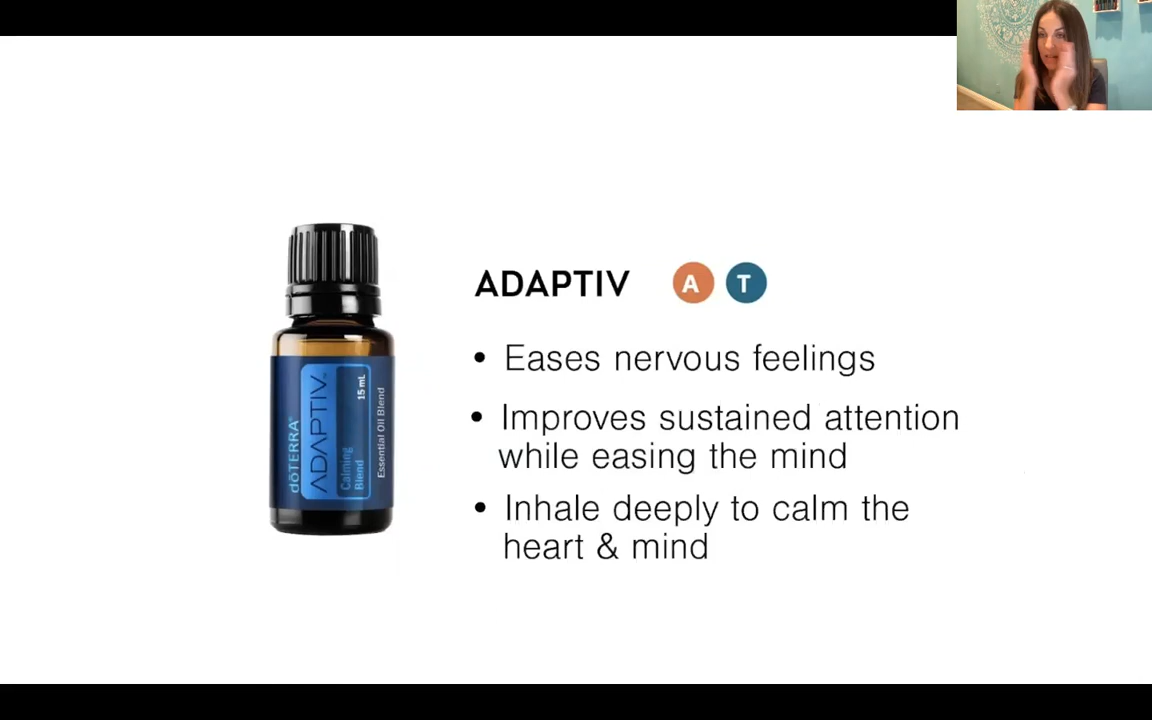 ADAPTIV A T
• Eases nervous feelings
• Improves sustained attention
while easing the mind
• Inhale deeply to calm the
heart & mind
dōTERRA®
ADAPTIV™
Calming
Blend
15 mL
Essential Oil Blend